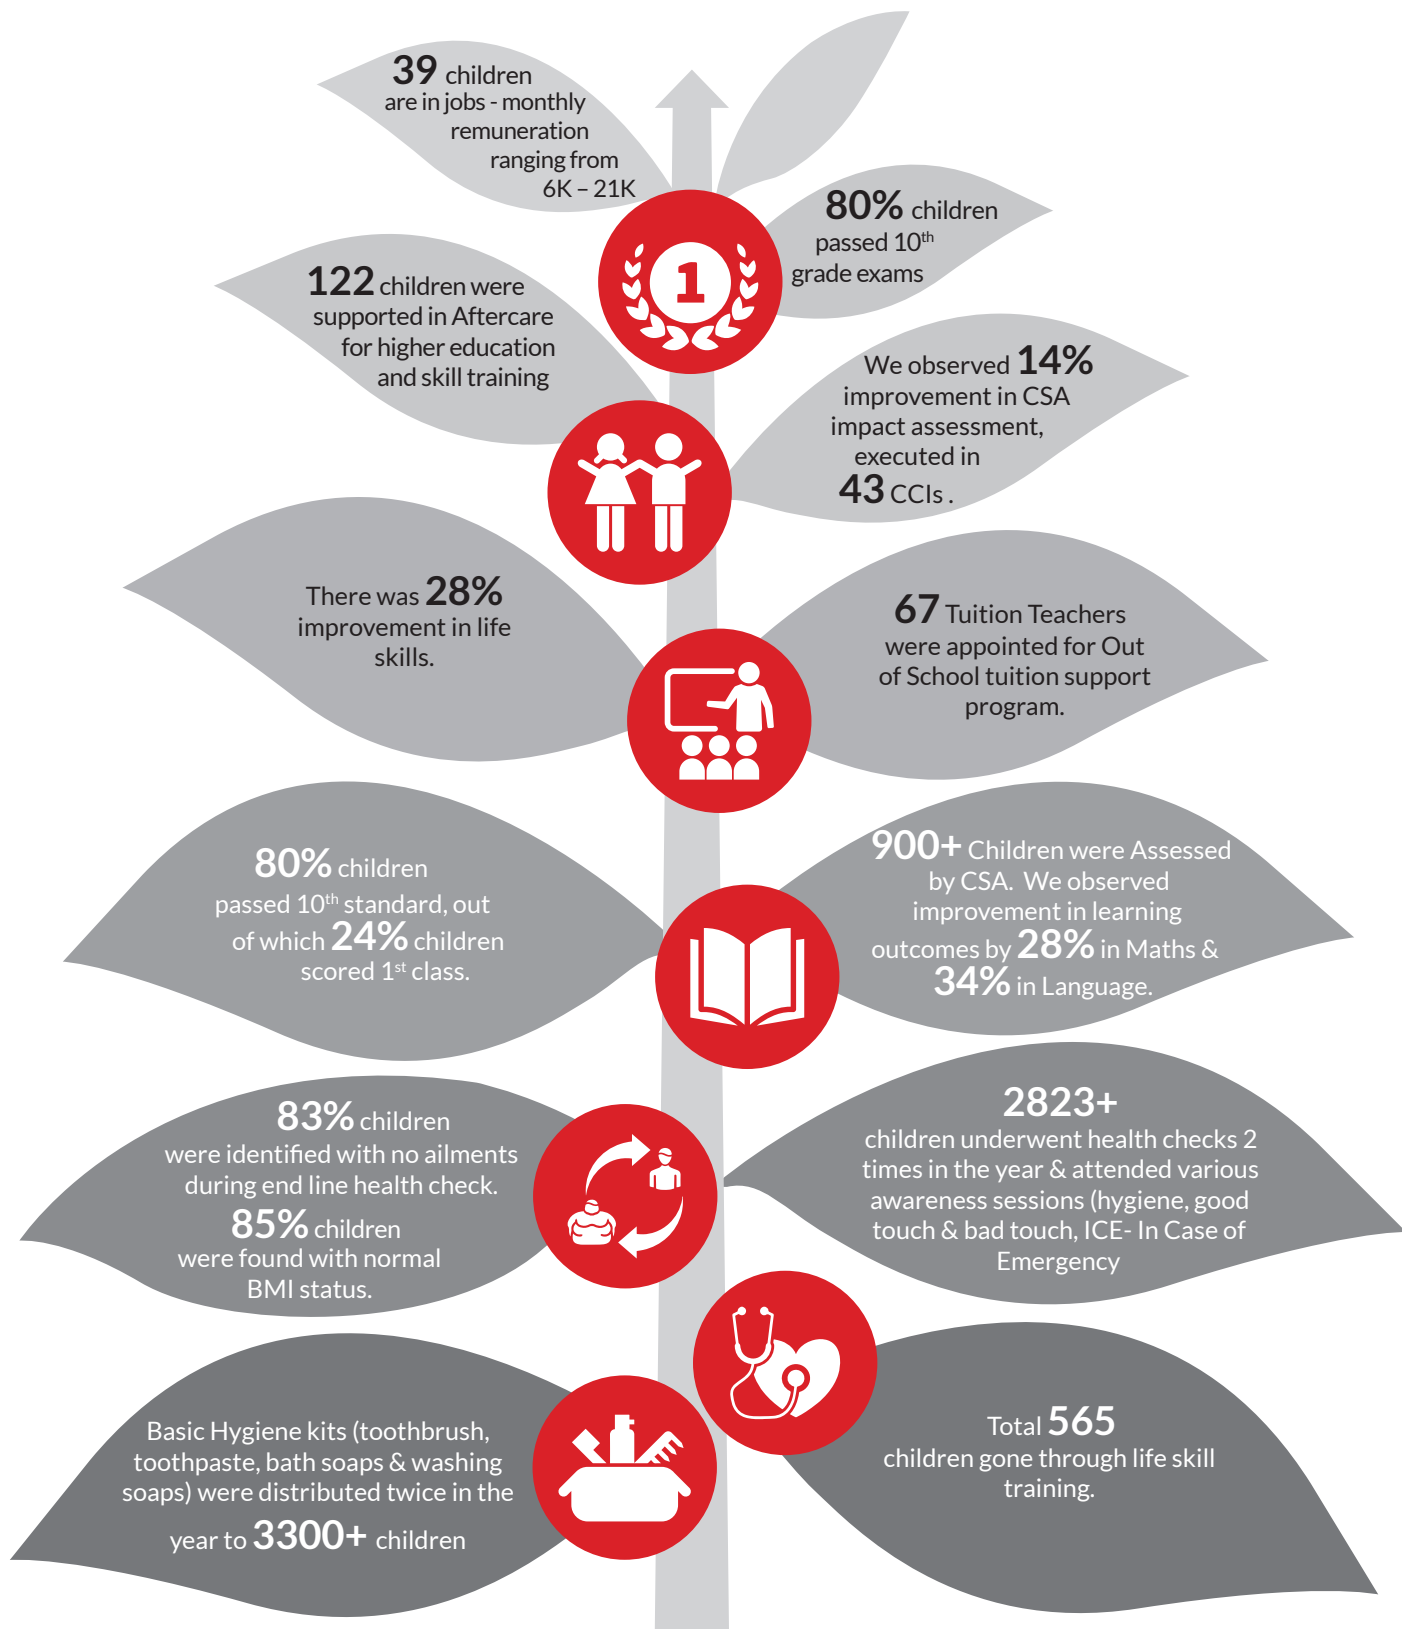 39 children
are in jobs - monthly
remuneration
ranging from
6K – 21K
80% children
passed 10th
grade exams
1
122 children were
supported in Aftercare
for higher education
and skill training
We observed 14%
improvement in CSA
impact assessment,
executed in
43 CCIs .
There was 28%
improvement in life
skills.
67 Tuition Teachers
were appointed for Out
of School tuition support
program.
80% children
passed 10th standard, out
of which 24% children
scored 1st class.
900+ Children were Assessed
by CSA. We observed
improvement in learning
outcomes by 28% in Maths &
34% in Language.
83% children
were identified with no ailments
during end line health check.
85% children
were found with normal
BMI status.
2823+
children underwent health checks 2
times in the year & attended various
awareness sessions (hygiene, good
touch & bad touch, ICE- In Case of
Emergency
Basic Hygiene kits (toothbrush,
toothpaste, bath soaps & washing
soaps) were distributed twice in the
year to 3300+ children
Total 565
children gone through life skill
training.